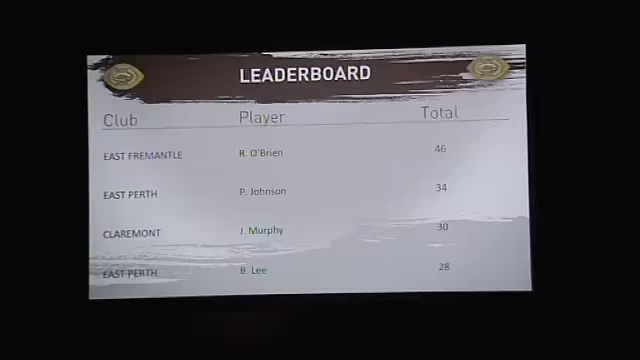 LEADERBOARD
Club Player Total
EAST FREMANTLE R. O'Brien 46
EAST PERTH P. Johnson 34
CLAREMONT J. Murphy 30
EAST PERTH B. Lee 28